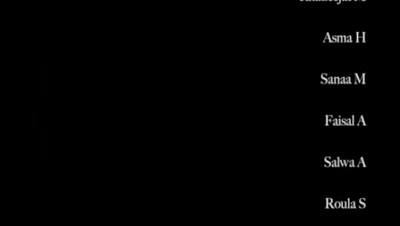 Asma H
Sanaa M
Faisal A
Salwa A
Roula S